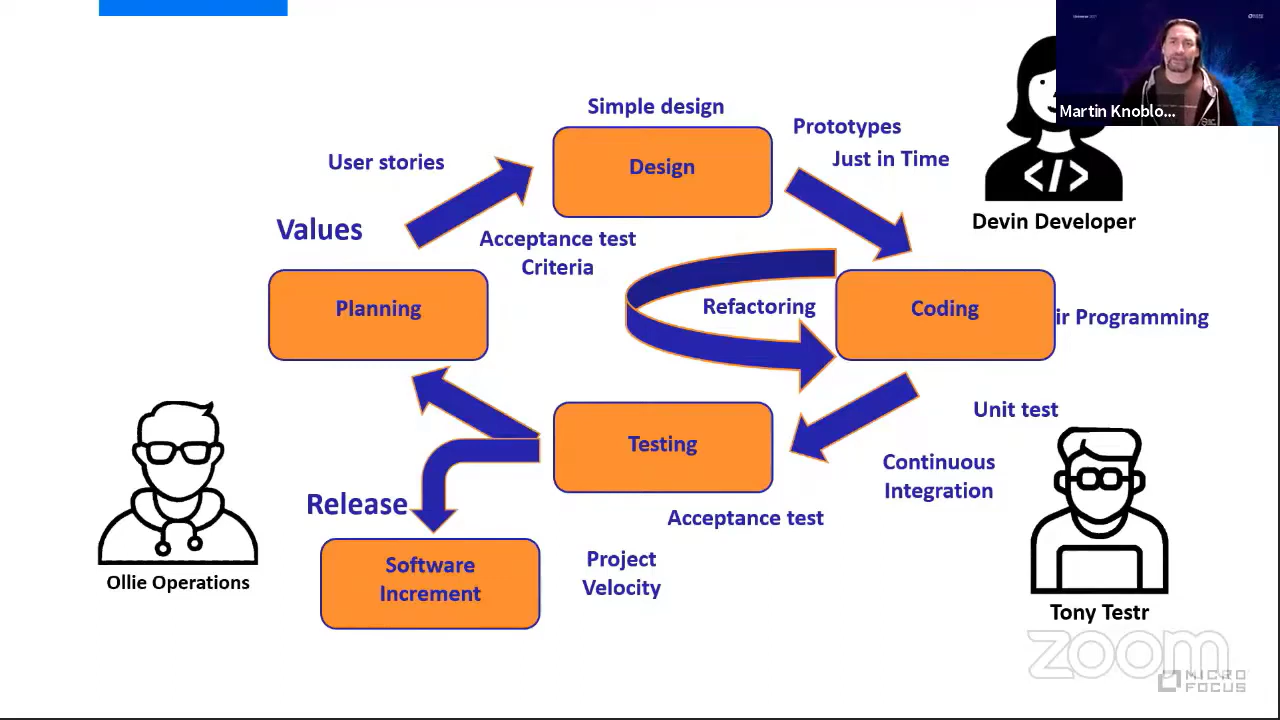 Martin Knoblo...
Simple design
Prototypes
Design
User stories
Just in Time
</>
Devin Developer
Values
Acceptance test
Criteria
Planning
Refactoring
Coding
ir Programming
Unit test
Testing
Continuous
Integration
Release
Acceptance test
Software
Increment
Project
Velocity
Ollie Operations
Tony Testr
zoom
MICRO
FOCUS